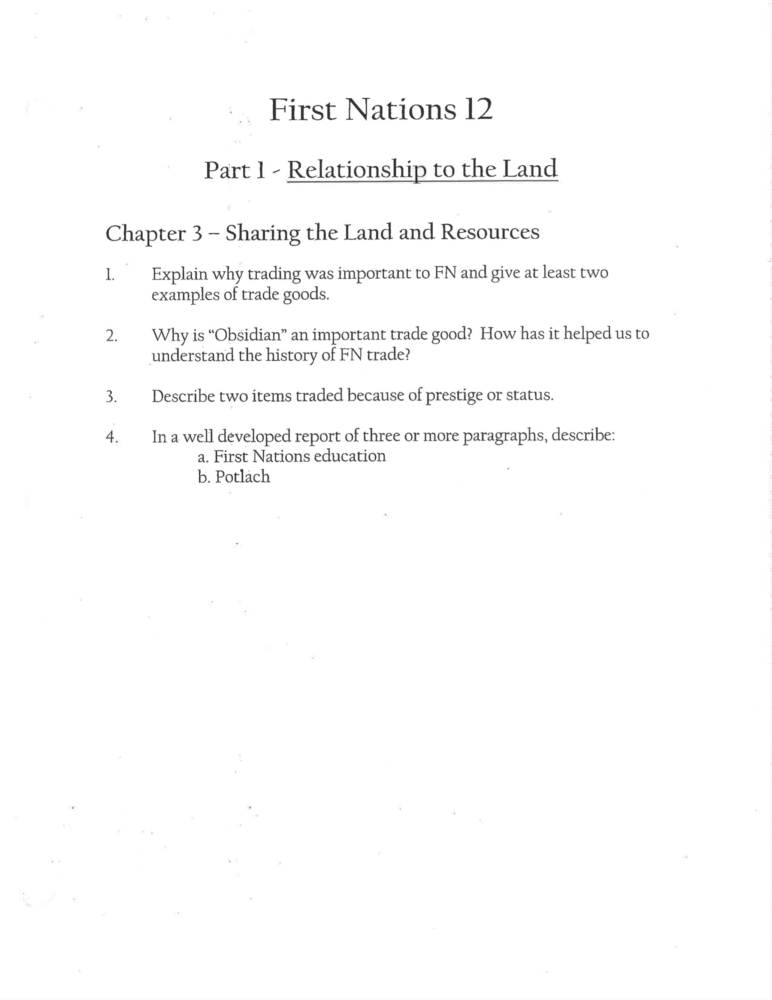 First Nations 12
Part 1 - Relationship to the Land
Chapter 3 – Sharing the Land and Resources
1. Explain why trading was important to FN and give at least two
examples of trade goods.
2. Why is “Obsidian” an important trade good? How has it helped us to
understand the history of FN trade?
3. Describe two items traded because of prestige or status.
4. In a well developed report of three or more paragraphs, describe:
a. First Nations education
b. Potlach